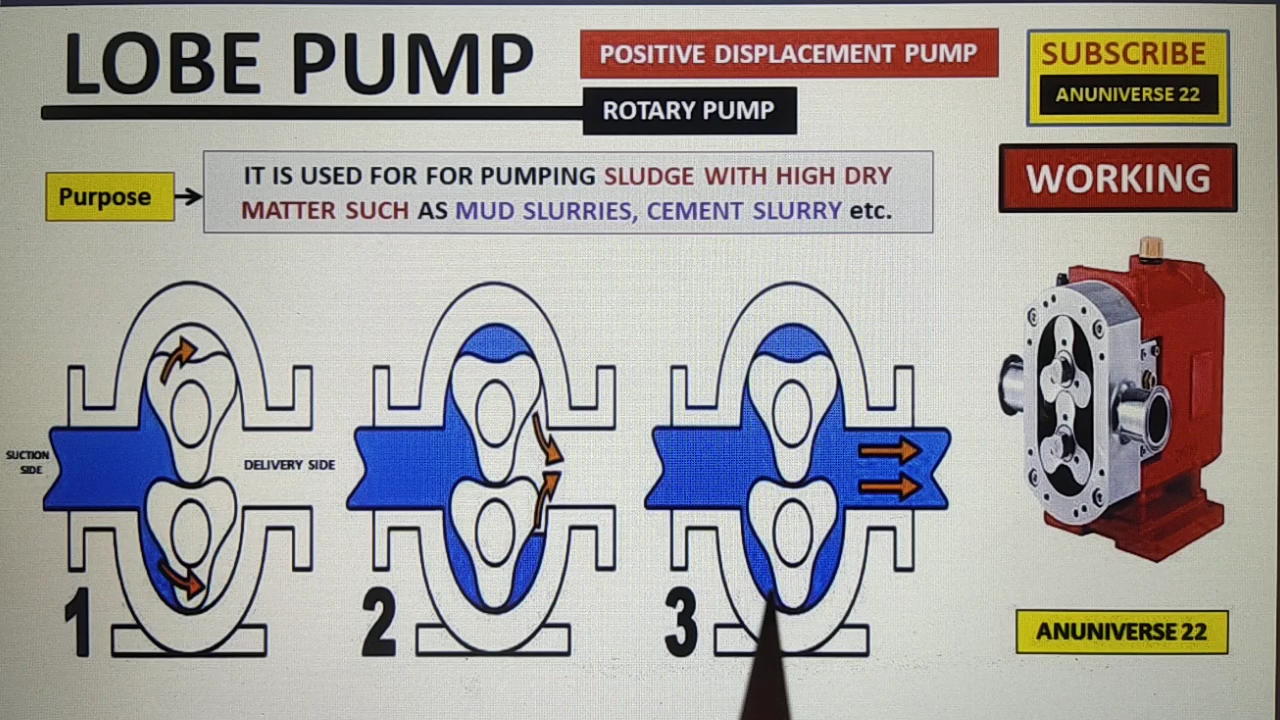 LOBE PUMP
POSITIVE DISPLACEMENT PUMP
ROTARY PUMP
SUBSCRIBE
ANUNIVERSE 22
WORKING
Purpose
IT IS USED FOR FOR PUMPING SLUDGE WITH HIGH DRY
MATTER SUCH AS MUD SLURRIES, CEMENT SLURRY etc.
SUCTION
SIDE
DELIVERY SIDE
1
2
3
ANUNIVERSE 22